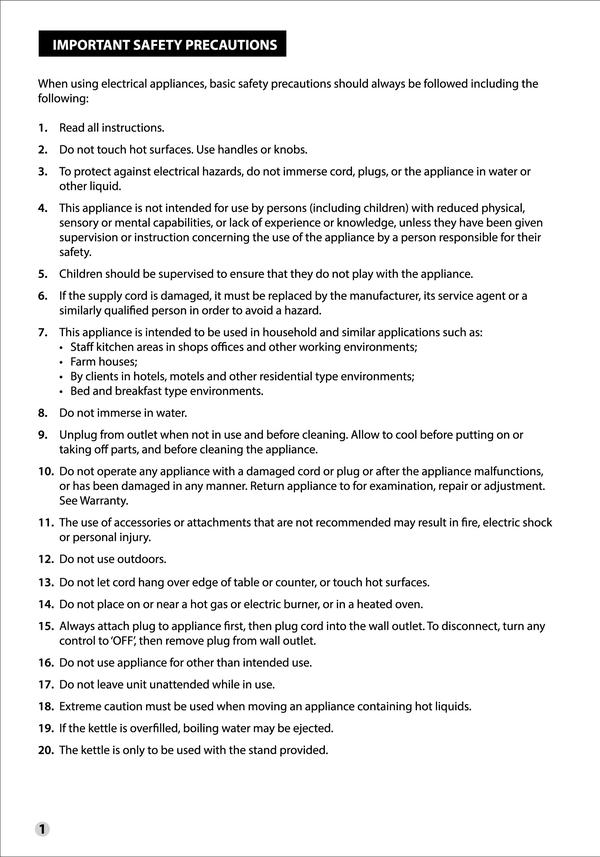 IMPORTANT SAFETY PRECAUTIONS
When using electrical appliances, basic safety precautions should always be followed including the
following:
1. Read all instructions.
2. Do not touch hot surfaces. Use handles or knobs.
3. To protect against electrical hazards, do not immerse cord, plugs, or the appliance in water or
other liquid.
4. This appliance is not intended for use by persons (including children) with reduced physical,
sensory or mental capabilities, or lack of experience or knowledge, unless they have been given
supervision or instruction concerning the use of the appliance by a person responsible for their
safety.
5. Children should be supervised to ensure that they do not play with the appliance.
6. If the supply cord is damaged, it must be replaced by the manufacturer, its service agent or a
similarly qualified person in order to avoid a hazard.
7. This appliance is intended to be used in household and similar applications such as:
• Staff kitchen areas in shops offices and other working environments;
• Farm houses;
• By clients in hotels, motels and other residential type environments;
• Bed and breakfast type environments.
8. Do not immerse in water.
9. Unplug from outlet when not in use and before cleaning. Allow to cool before putting on or
taking off parts, and before cleaning the appliance.
10. Do not operate any appliance with a damaged cord or plug or after the appliance malfunctions,
or has been damaged in any manner. Return appliance to for examination, repair or adjustment.
See Warranty.
11. The use of accessories or attachments that are not recommended may result in fire, electric shock
or personal injury.
12. Do not use outdoors.
13. Do not let cord hang over edge of table or counter, or touch hot surfaces.
14. Do not place on or near a hot gas or electric burner, or in a heated oven.
15. Always attach plug to appliance first, then plug cord into the wall outlet. To disconnect, turn any
control to ‘OFF’, then remove plug from wall outlet.
16. Do not use appliance for other than intended use.
17. Do not leave unit unattended while in use.
18. Extreme caution must be used when moving an appliance containing hot liquids.
19. If the kettle is overfilled, boiling water may be ejected.
20. The kettle is only to be used with the stand provided.
1